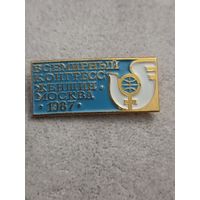 ВСЕМИРНЫЙ
КОНГРЕСС
ЖЕНЩИН
МОСКВА
· 1987 ·